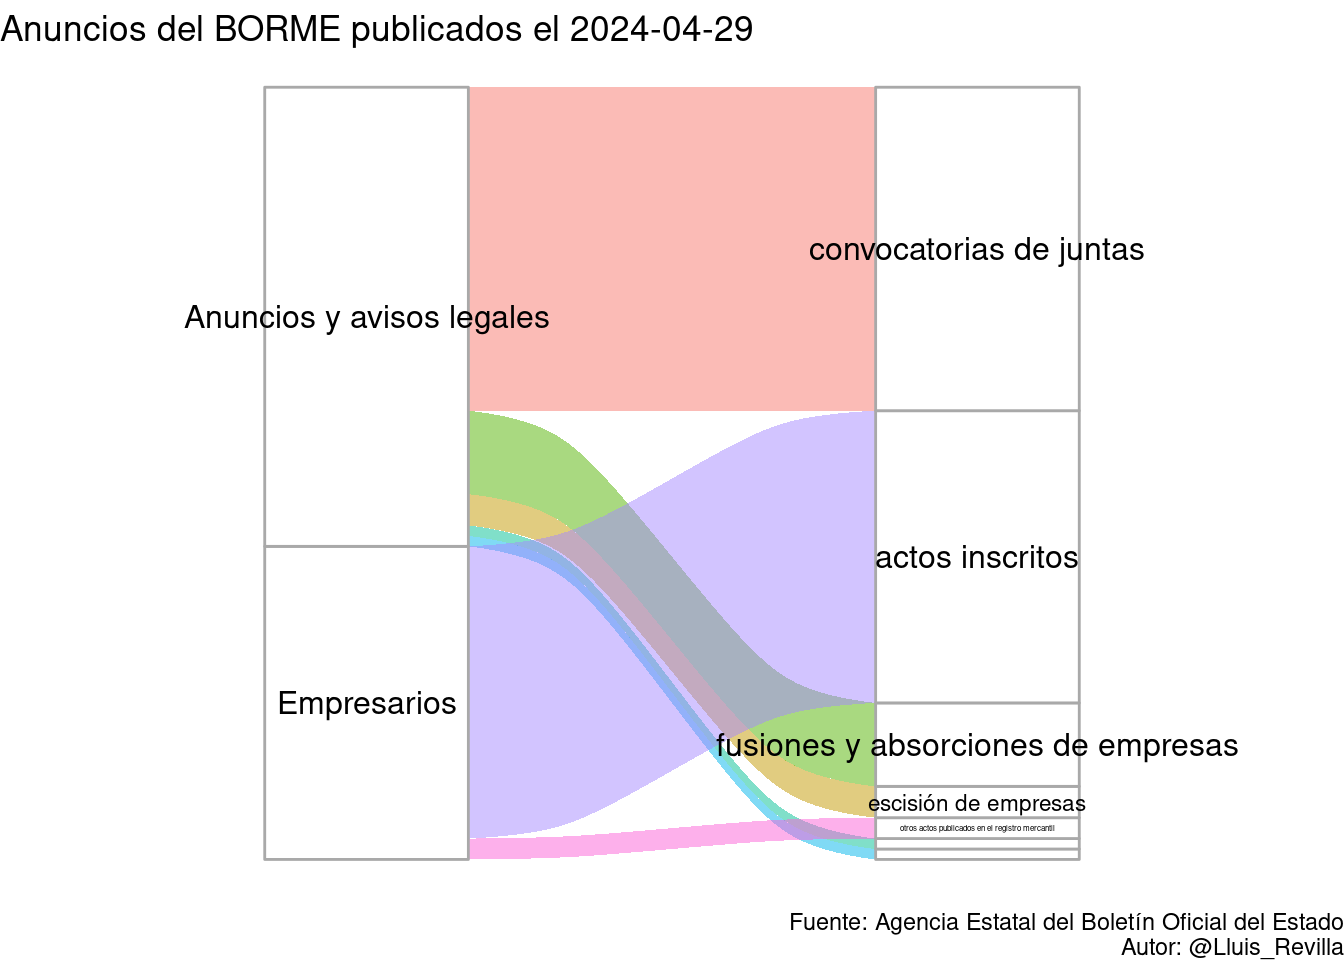 Anuncios del BORME publicados el 2024-04-29
convocatorias de juntas
Anuncios y avisos legales
actos inscritos
Empresarios
fusiones y absorciones de empresas
escisión de empresas
otros actos publicados en el registro mercantil
Fuente: Agencia Estatal del Boletín Oficial del Estado
Autor: @Lluis_Revilla